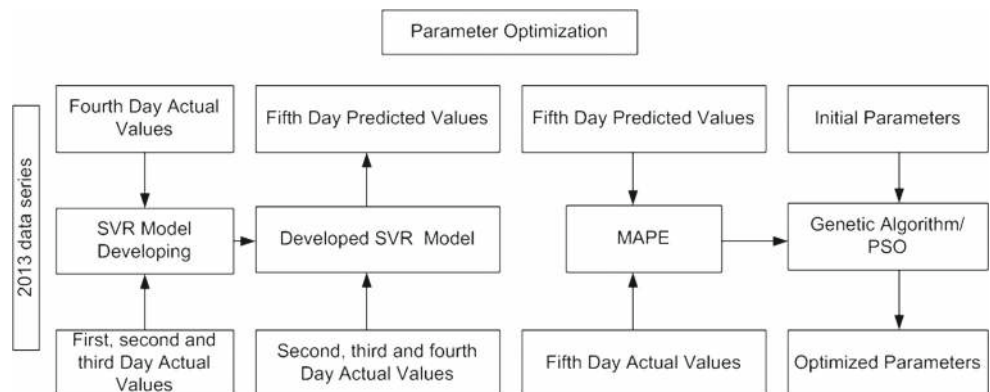 Parameter Optimization
2013 data series
Fourth Day Actual
Values
Fifth Day Predicted Values
Fifth Day Predicted Values
Initial Parameters
SVR Model
Developing
Developed SVR Model
MAPE
Genetic Algorithm/
PSO
First, second and
third Day Actual
Values
Second, third and fourth
Day Actual Values
Fifth Day Actual Values
Optimized Parameters